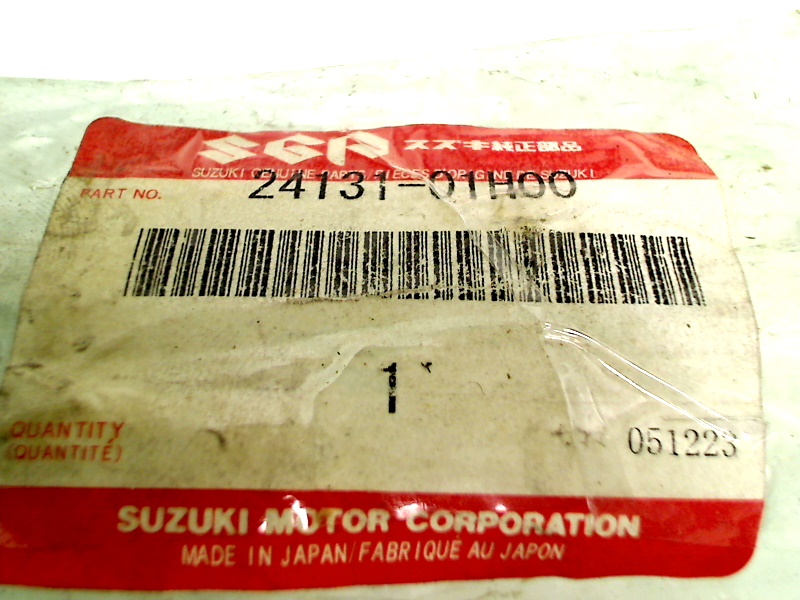 SGP スズキ純正部品
SUZUKI GENUINE PARTS/PIECES D'ORIGINE SUZUKI
PART NO. 24131-01H00
1
QUANTITY
(QUANTITÉ)
051223
SUZUKI MOTOR CORPORATION
MADE IN JAPAN/FABRIQUE AU JAPON